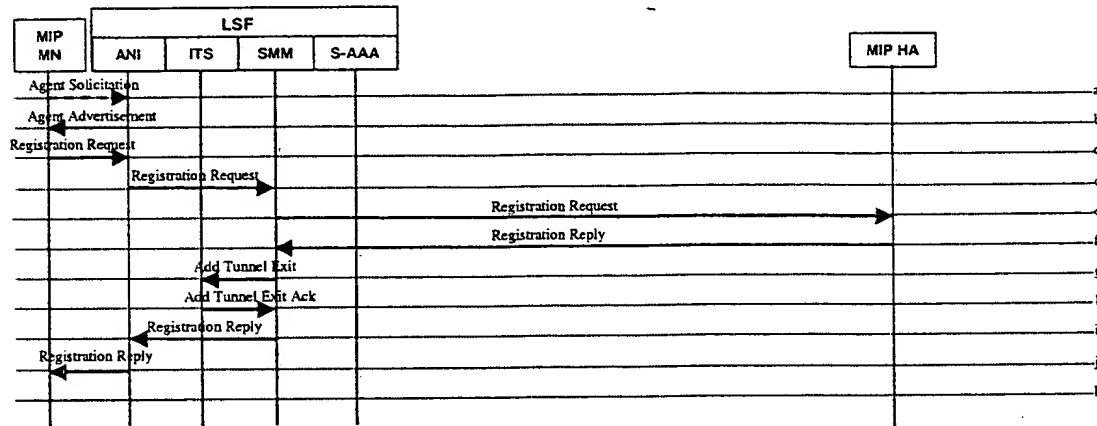 LSF
MIP
MN
ANI
ITS
SMM
S-AAA
MIP HA
Agent Solicitation
a
Agent Advertisement
Registration Request
Registration Request
Registration Request
Registration Reply
f
Add Tunnel Exit
g
Add Tunnel Exit Ack
Registration Reply
Registration Reply
j